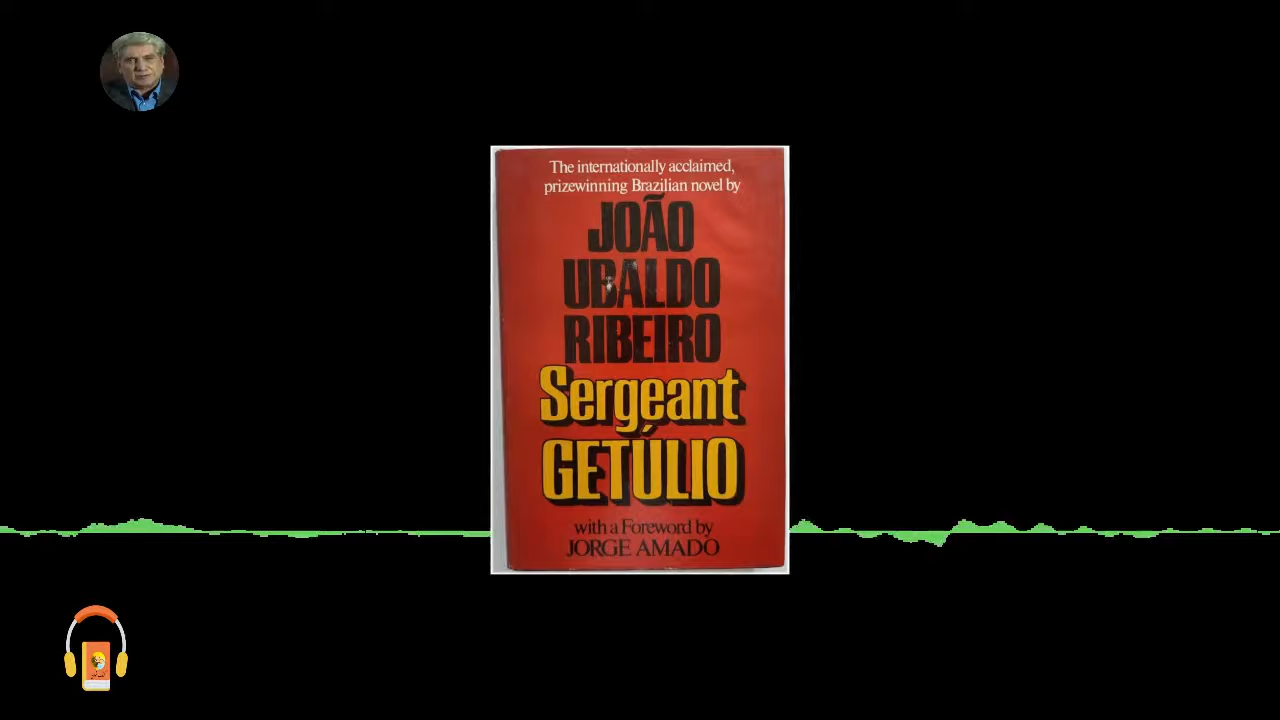 The internationally acclaimed,
prizewinning Brazilian novel by
JOÃO
UBALDO
RIBEIRO
Sergeant
GETÚLIO
with a Foreword by
JORGE AMADO